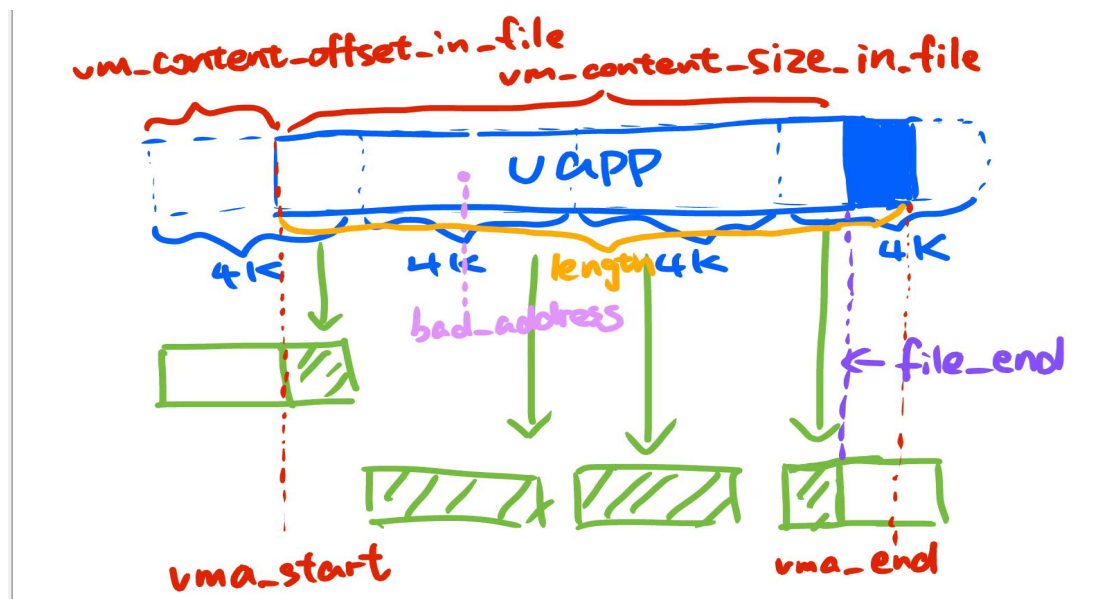 vm_content_offset_in_file
vm_content_size_in_file
uapp
4K
4K
length
4K
4K
bad_address
← file_end
vma_start
vma_end